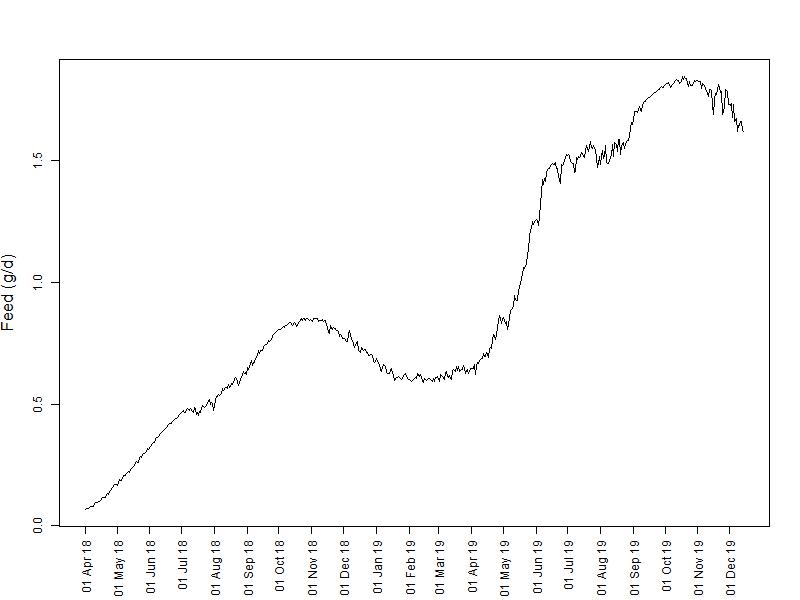 Feed (g/d)
1.5
1.0
0.5
0.0
01 Apr 18
01 May 18
01 Jun 18
01 Jul 18
01 Aug 18
01 Sep 18
01 Oct 18
01 Nov 18
01 Dec 18
01 Jan 19
01 Feb 19
01 Mar 19
01 Apr 19
01 May 19
01 Jun 19
01 Jul 19
01 Aug 19
01 Sep 19
01 Oct 19
01 Nov 19
01 Dec 19